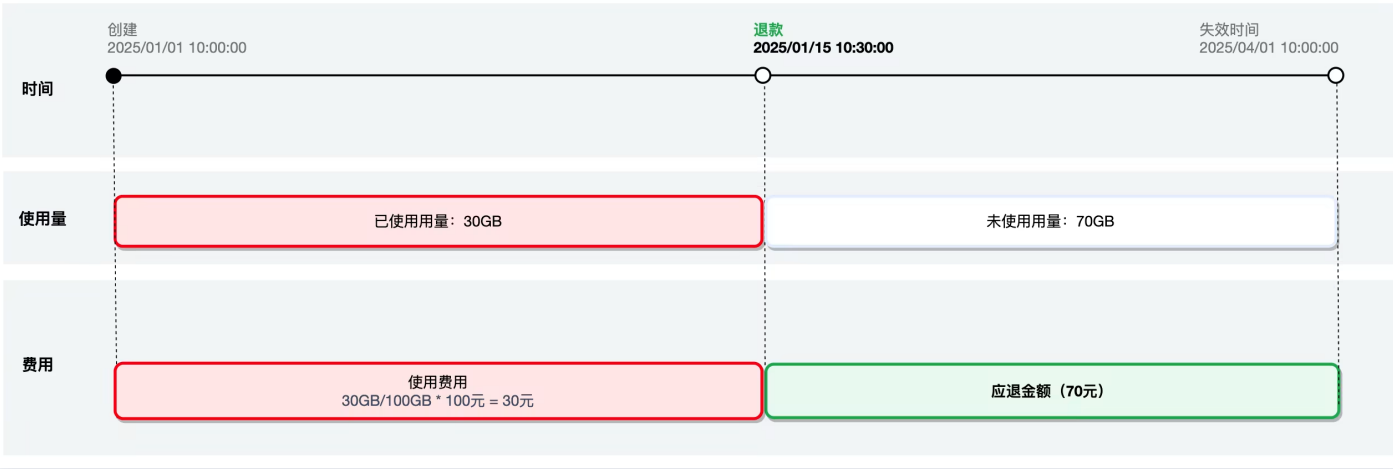 创建
2025/01/01 10:00:00
退款
2025/01/15 10:30:00
失效时间
2025/04/01 10:00:00
时间
使用量
已使用用量：30GB
未使用用量：70GB
费用
使用费用
30GB/100GB * 100元 = 30元
应退金额（70元）